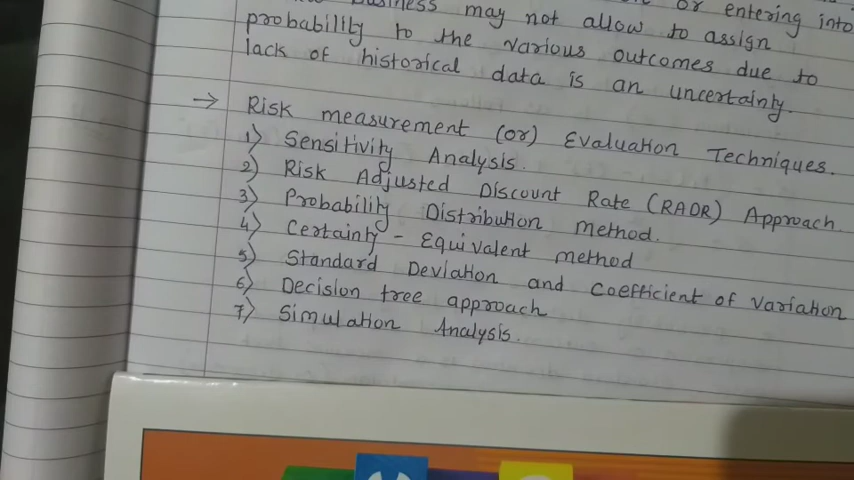 Business may not allow to assign
or entering into
probability to the various outcomes due to
lack of historical data is an uncertainty.
→ Risk measurement (or) Evaluation Techniques.
1) Sensitivity Analysis.
2) Risk Adjusted Discount Rate (RADR) Approach.
3) Probability Distribution method.
4) Certainty - Equivalent method
5) Standard Deviation and coefficient of variation
6) Decision tree approach
7) Simulation Analysis.